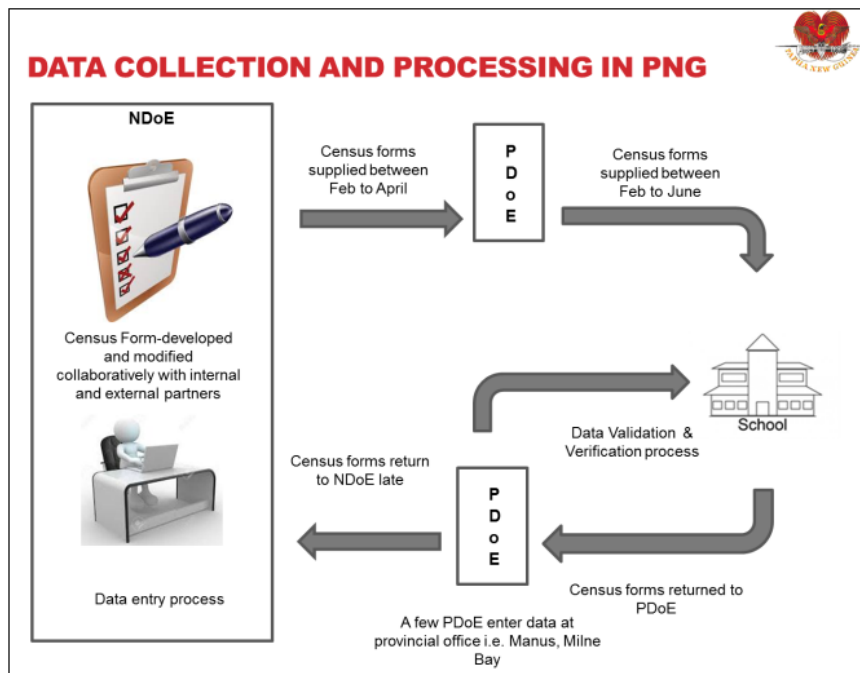 DATA COLLECTION AND PROCESSING IN PNG
PAPUA NEW GUINEA
NDoE
Census Form-developed
and modified
collaboratively with internal
and external partners
Data entry process
Census forms
supplied between
Feb to April
P
D
o
E
Census forms
supplied between
Feb to June
School
Data Validation &
Verification process
Census forms returned to
PDoE
P
D
o
E
A few PDoE enter data at
provincial office i.e. Manus, Milne
Bay
Census forms return
to NDoE late